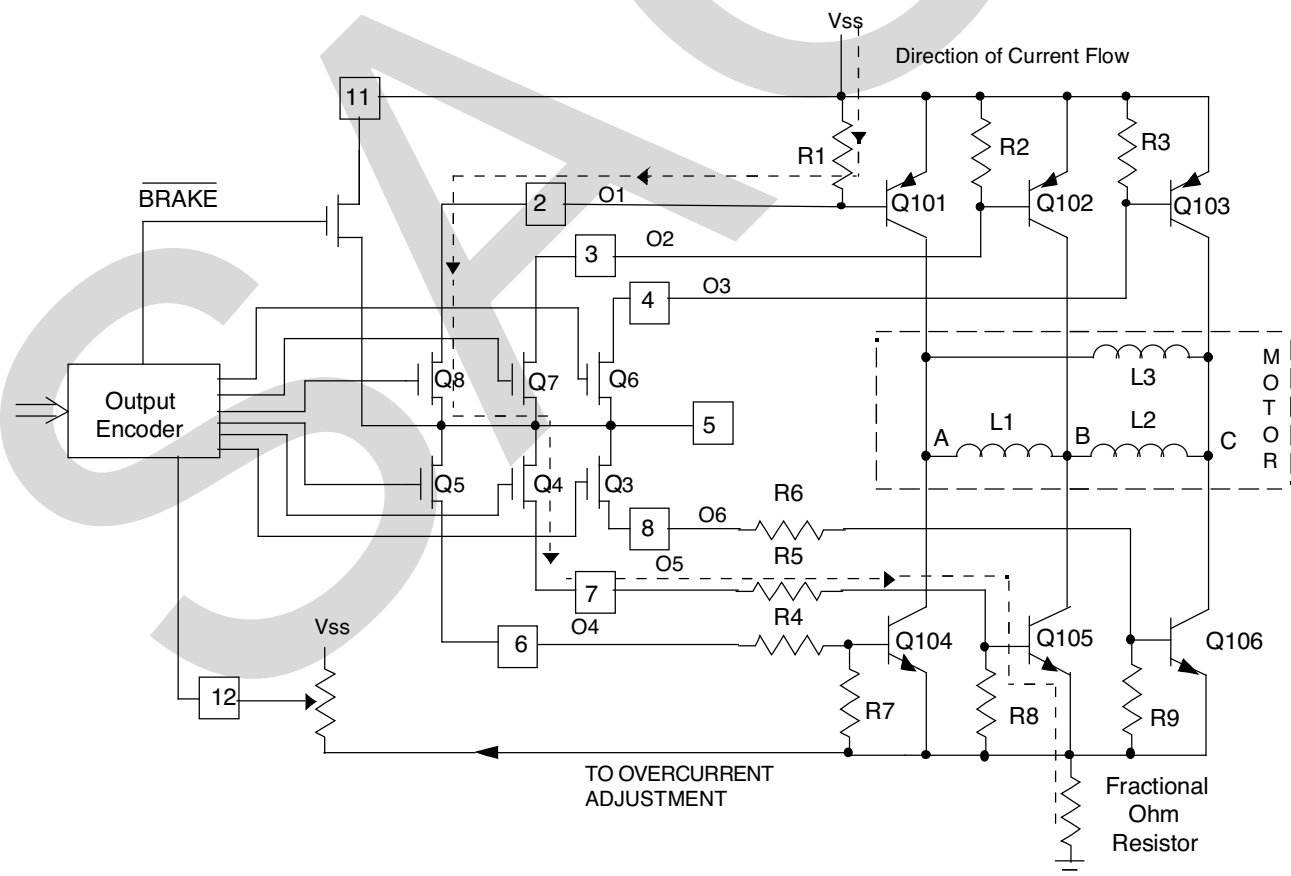 Vss
Direction of Current Flow
11
R1
R2
R3
BRAKE
2
O1
Q101
Q102
Q103
3
O2
4
O3
Q8
Q7
Q6
Output
Encoder
5
MOTOR
L3
A
L1
B
L2
C
Q5
Q4
Q3
R6
8
O6
R5
O5
7
R4
O4
6
Q104
Q105
Q106
Vss
12
R7
R8
R9
TO OVERCURRENT
ADJUSTMENT
Fractional
Ohm
Resistor